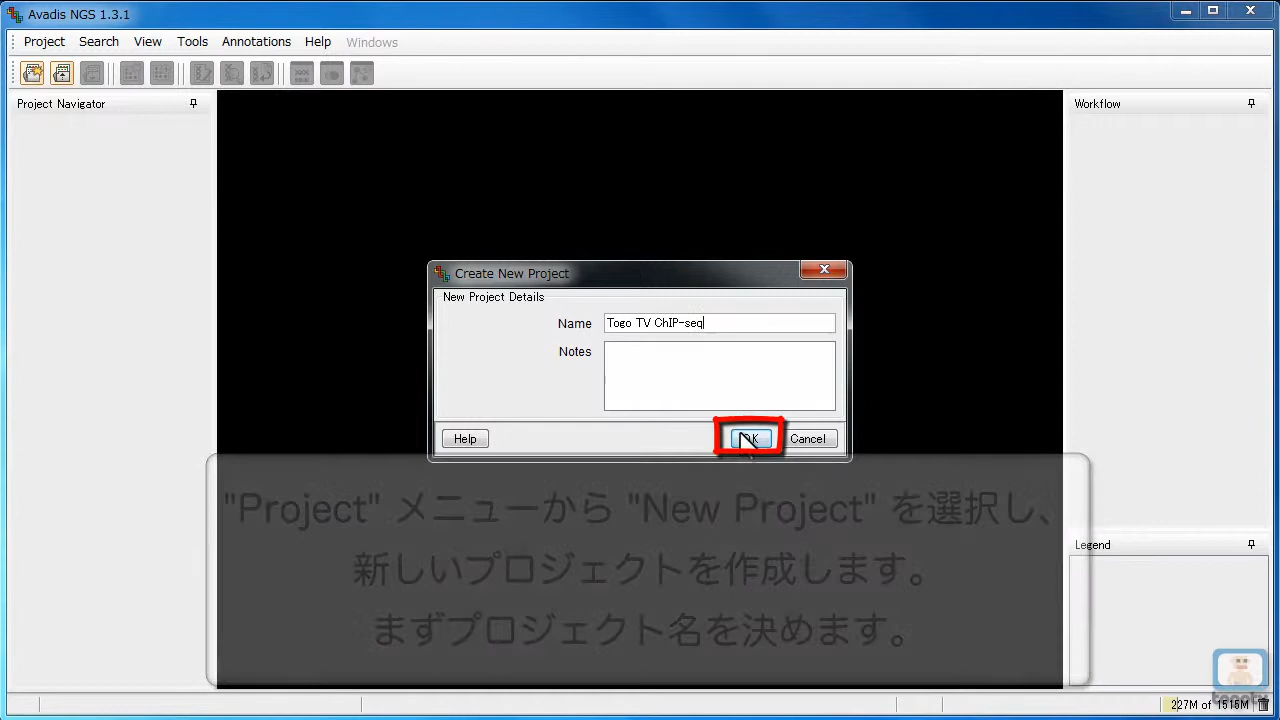 Avadis NGS 1.3.1
Project Search View Tools Annotations Help Windows
Project Navigator
Workflow
Create New Project
New Project Details
Name Togo TV ChIP-seq
Notes
Help OK Cancel
"Project" メニューから "New Project" を選択し、
新しいプロジェクトを作成します。
まずプロジェクト名を決めます。
Legend
togotv
227M of 1515M